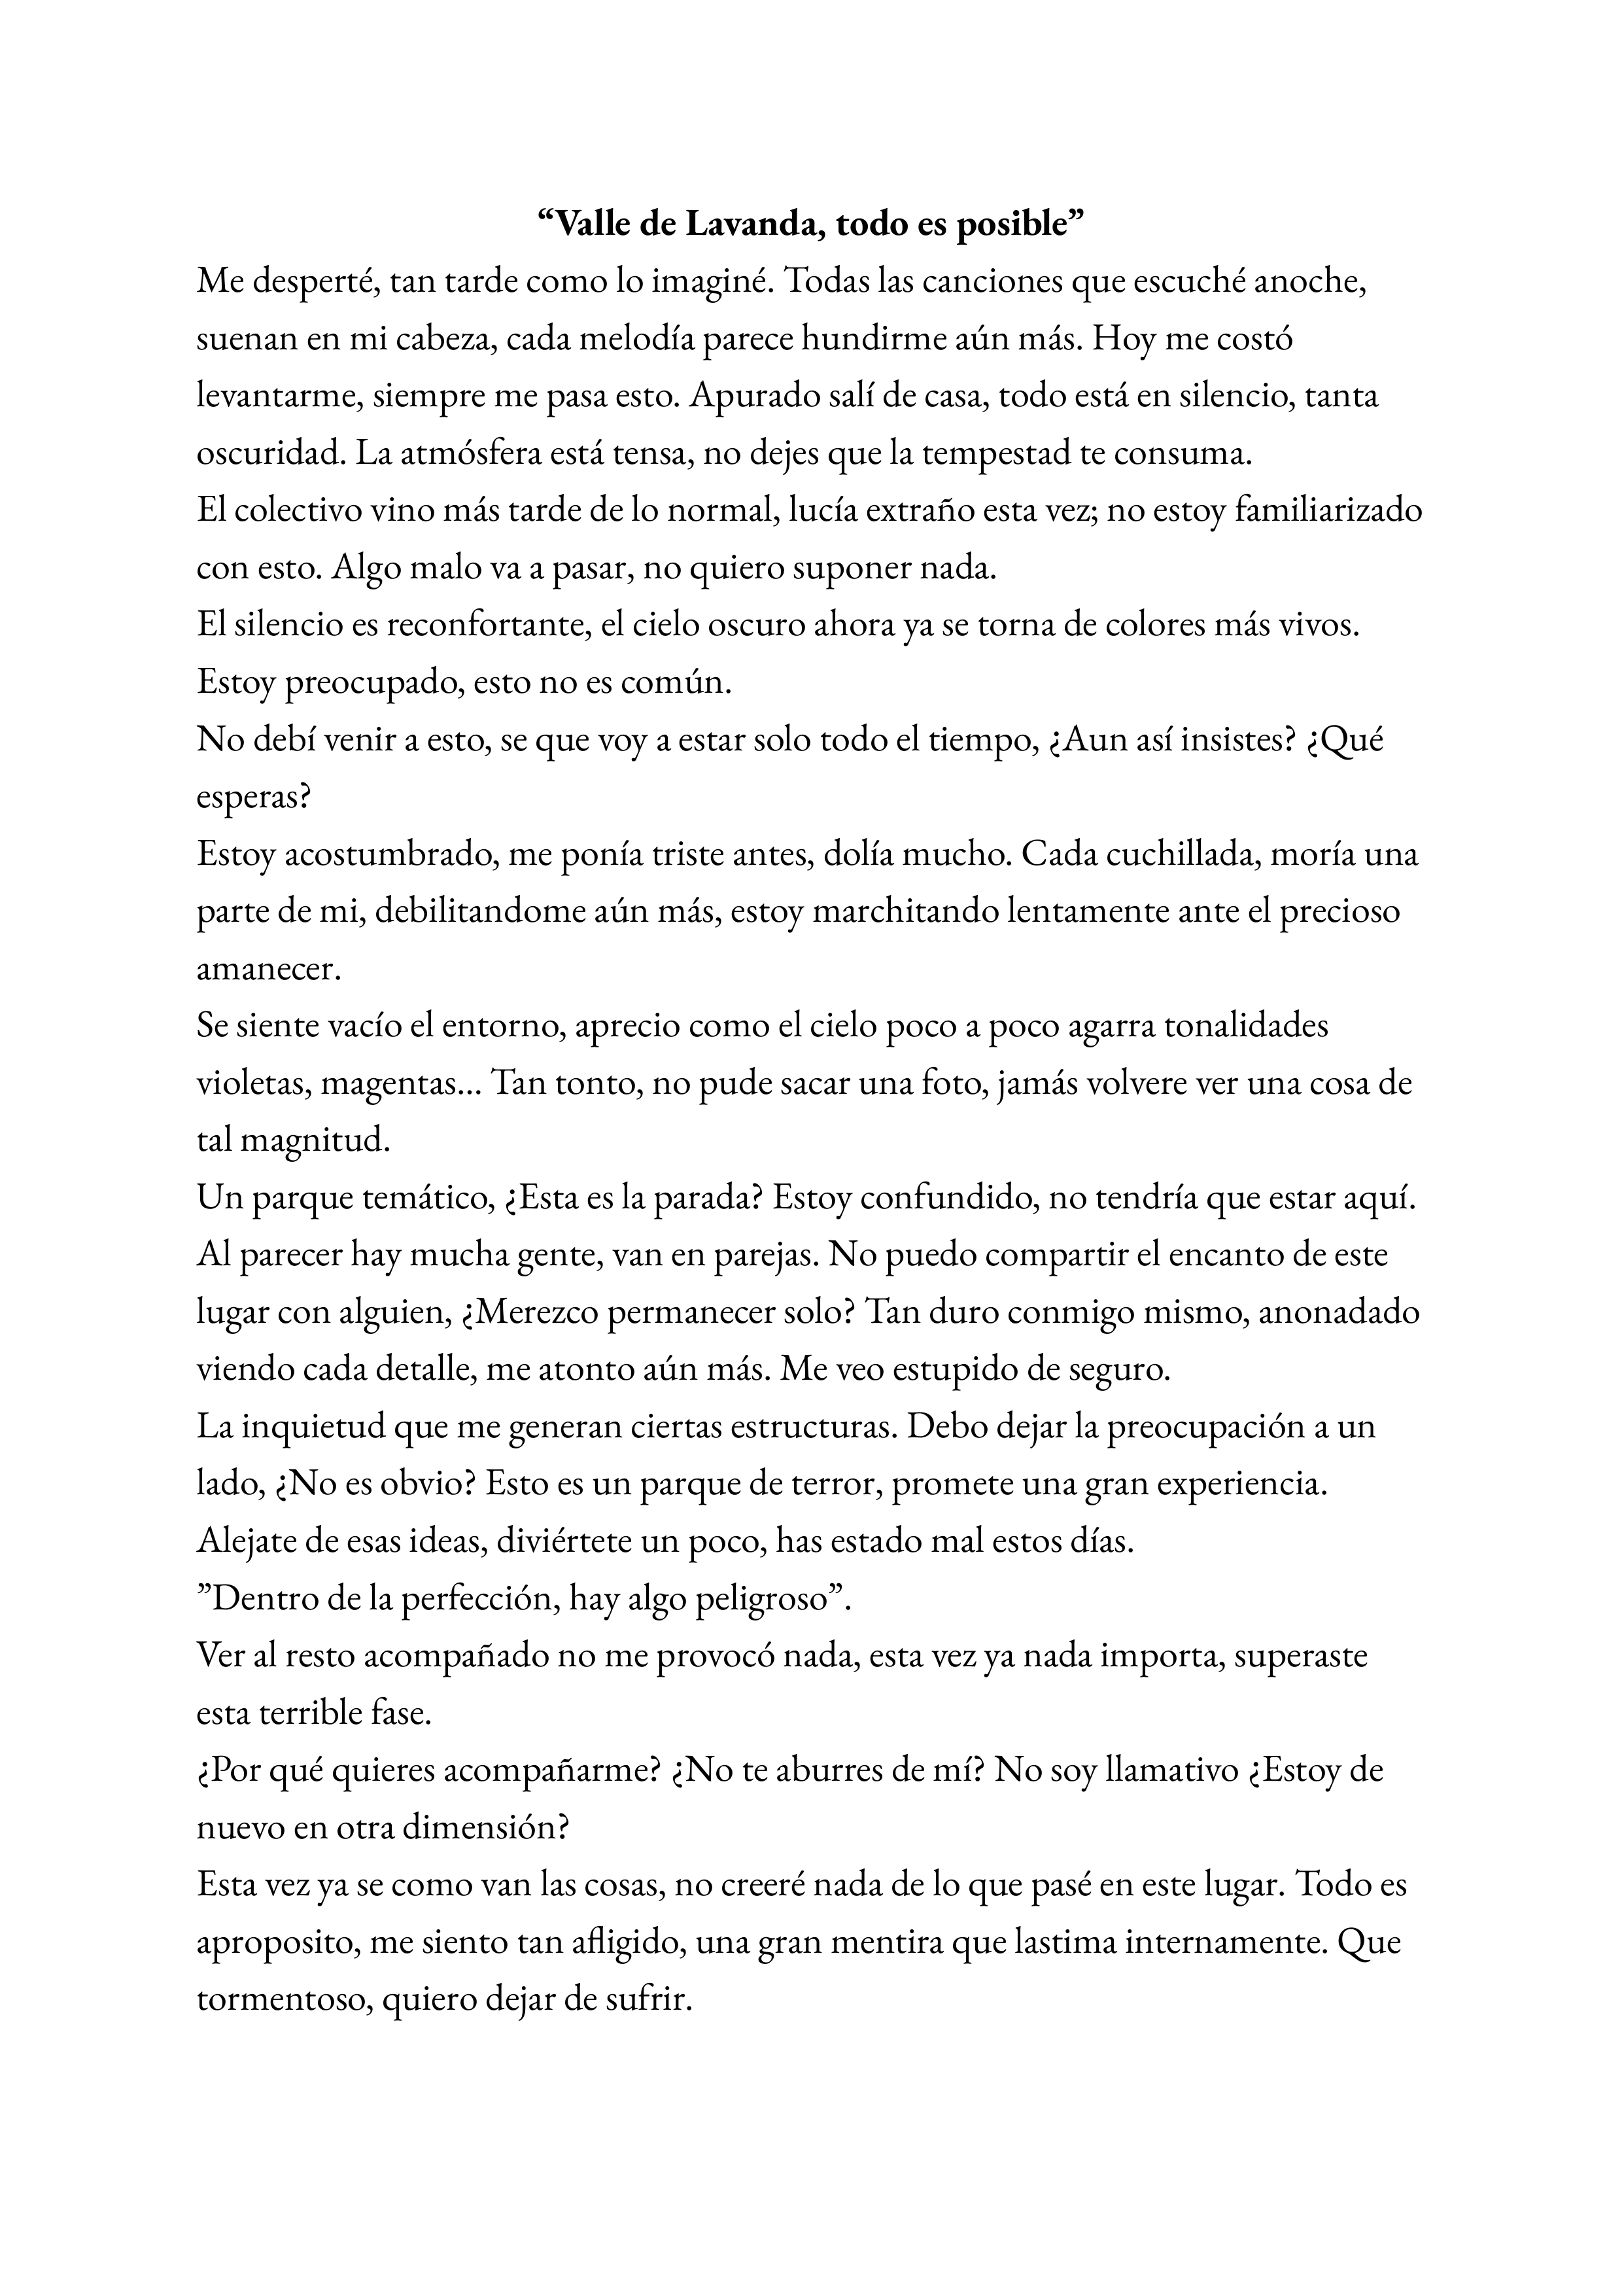 “Valle de Lavanda, todo es posible”
Me desperté, tan tarde como lo imaginé. Todas las canciones que escuché anoche,
suenan en mi cabeza, cada melodía parece hundirme aún más. Hoy me costó
levantarme, siempre me pasa esto. Apurado salí de casa, todo está en silencio, tanta
oscuridad. La atmósfera está tensa, no dejes que la tempestad te consuma.
El colectivo vino más tarde de lo normal, lucía extraño esta vez; no estoy familiarizado
con esto. Algo malo va a pasar, no quiero suponer nada.
El silencio es reconfortante, el cielo oscuro ahora ya se torna de colores más vivos.
Estoy preocupado, esto no es común.
No debí venir a esto, se que voy a estar solo todo el tiempo, ¿Aun así insistes? ¿Qué
esperas?
Estoy acostumbrado, me ponía triste antes, dolía mucho. Cada cuchillada, moría una
parte de mi, debilitandome aún más, estoy marchitando lentamente ante el precioso
amanecer.
Se siente vacío el entorno, aprecio como el cielo poco a poco agarra tonalidades
violetas, magentas... Tan tonto, no pude sacar una foto, jamás volvere ver una cosa de
tal magnitud.
Un parque temático, ¿Esta es la parada? Estoy confundido, no tendría que estar aquí.
Al parecer hay mucha gente, van en parejas. No puedo compartir el encanto de este
lugar con alguien, ¿Merezco permanecer solo? Tan duro conmigo mismo, anonadado
viendo cada detalle, me atonto aún más. Me veo estupido de seguro.
La inquietud que me generan ciertas estructuras. Debo dejar la preocupación a un
lado, ¿No es obvio? Esto es un parque de terror, promete una gran experiencia.
Alejate de esas ideas, diviértete un poco, has estado mal estos días.
”Dentro de la perfección, hay algo peligroso”.
Ver al resto acompañado no me provocó nada, esta vez ya nada importa, superaste
esta terrible fase.
¿Por qué quieres acompañarme? ¿No te aburres de mí? No soy llamativo ¿Estoy de
nuevo en otra dimensión?
Esta vez ya se como van las cosas, no creeré nada de lo que pasé en este lugar. Todo es
aproposito, me siento tan afligido, una gran mentira que lastima internamente. Que
tormentoso, quiero dejar de sufrir.